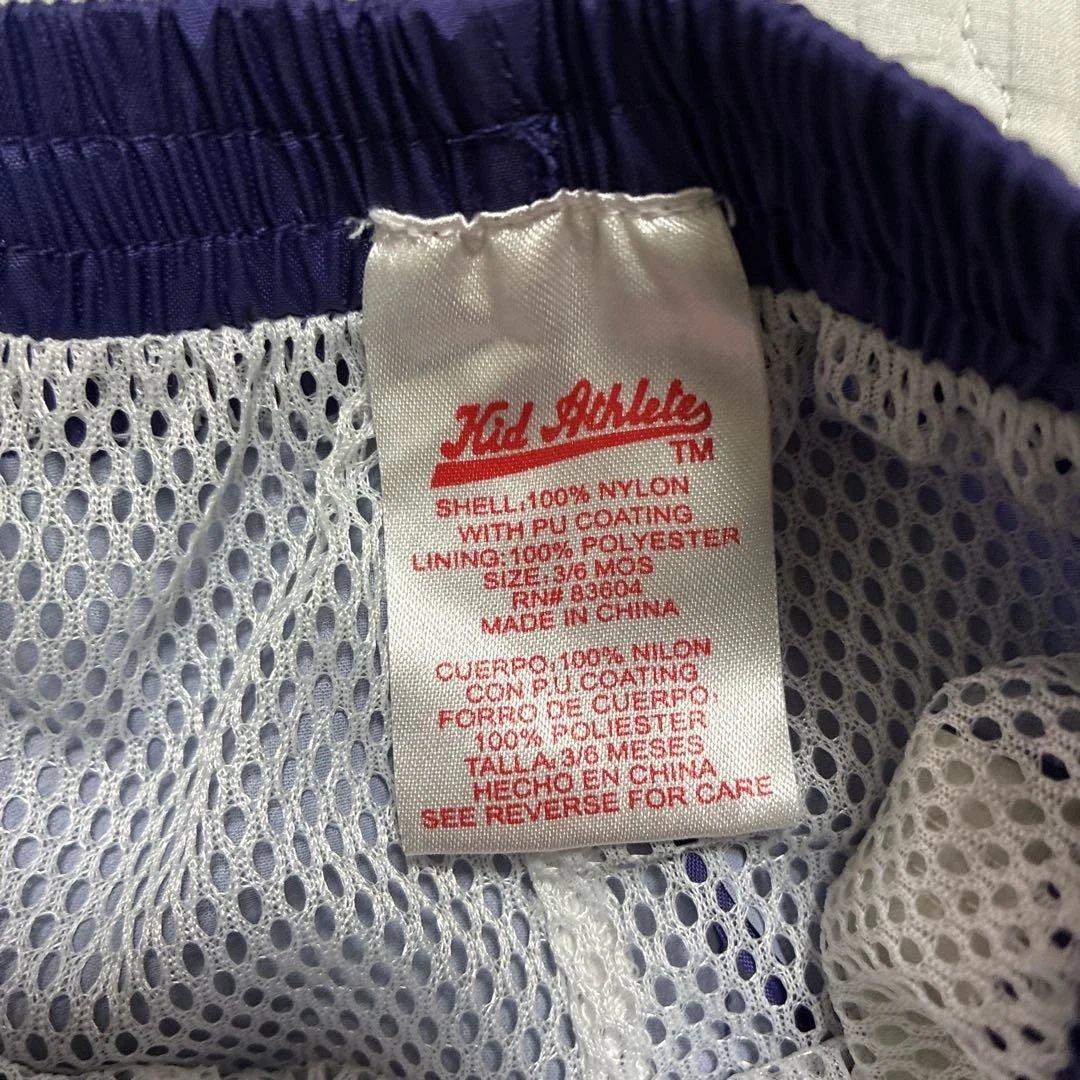 Kid Athlete
TM
SHELL:100% NYLON
WITH PU COATING
LINING:100% POLYESTER
SIZE: 3/6 MOS
RN# 83604
MADE IN CHINA
CUERPO:100% NILON
CON P.U. COATING
FORRO DE CUERPO:
100% POLIESTER
TALLA: 3/6 MESES
HECHO EN CHINA
SEE REVERSE FOR CARE